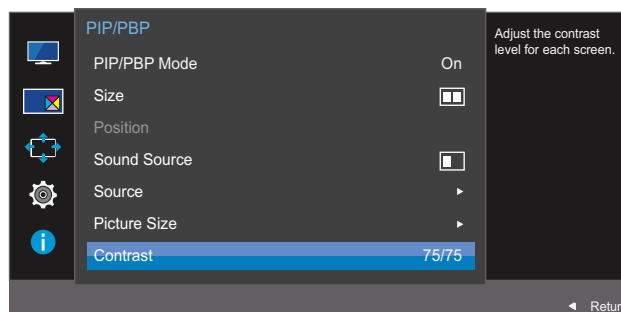 PIP/PBP
PIP/PBP Mode On
Size
Position
Sound Source
Source
Picture Size
Contrast 75/75
Adjust the contrast
level for each screen.
Retur